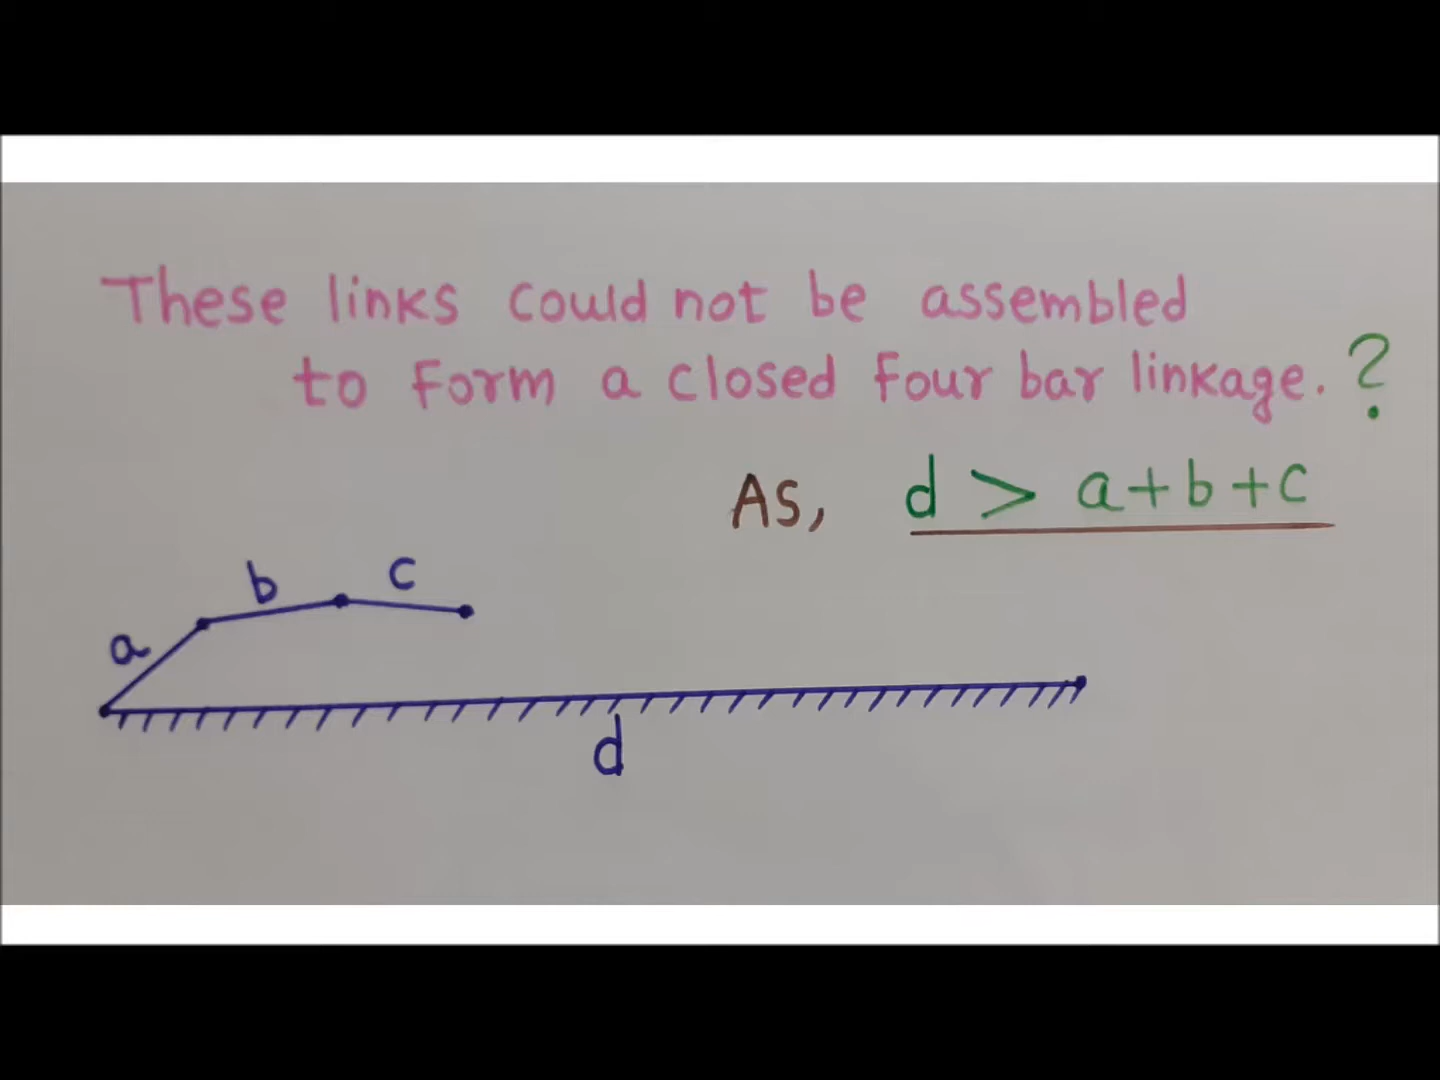 These links could not be assembled
to form a closed four bar linkage. ?
As, d > a+b+c
b c
a
d